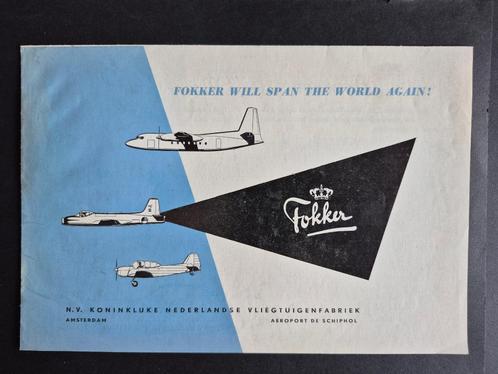 FOKKER WILL SPAN THE WORLD AGAIN!
Fokker
N.V. KONINKLIJKE NEDERLANDSE VLIEGTUIGENFABRIEK
AMSTERDAM AEROPORT DE SCHIPHOL